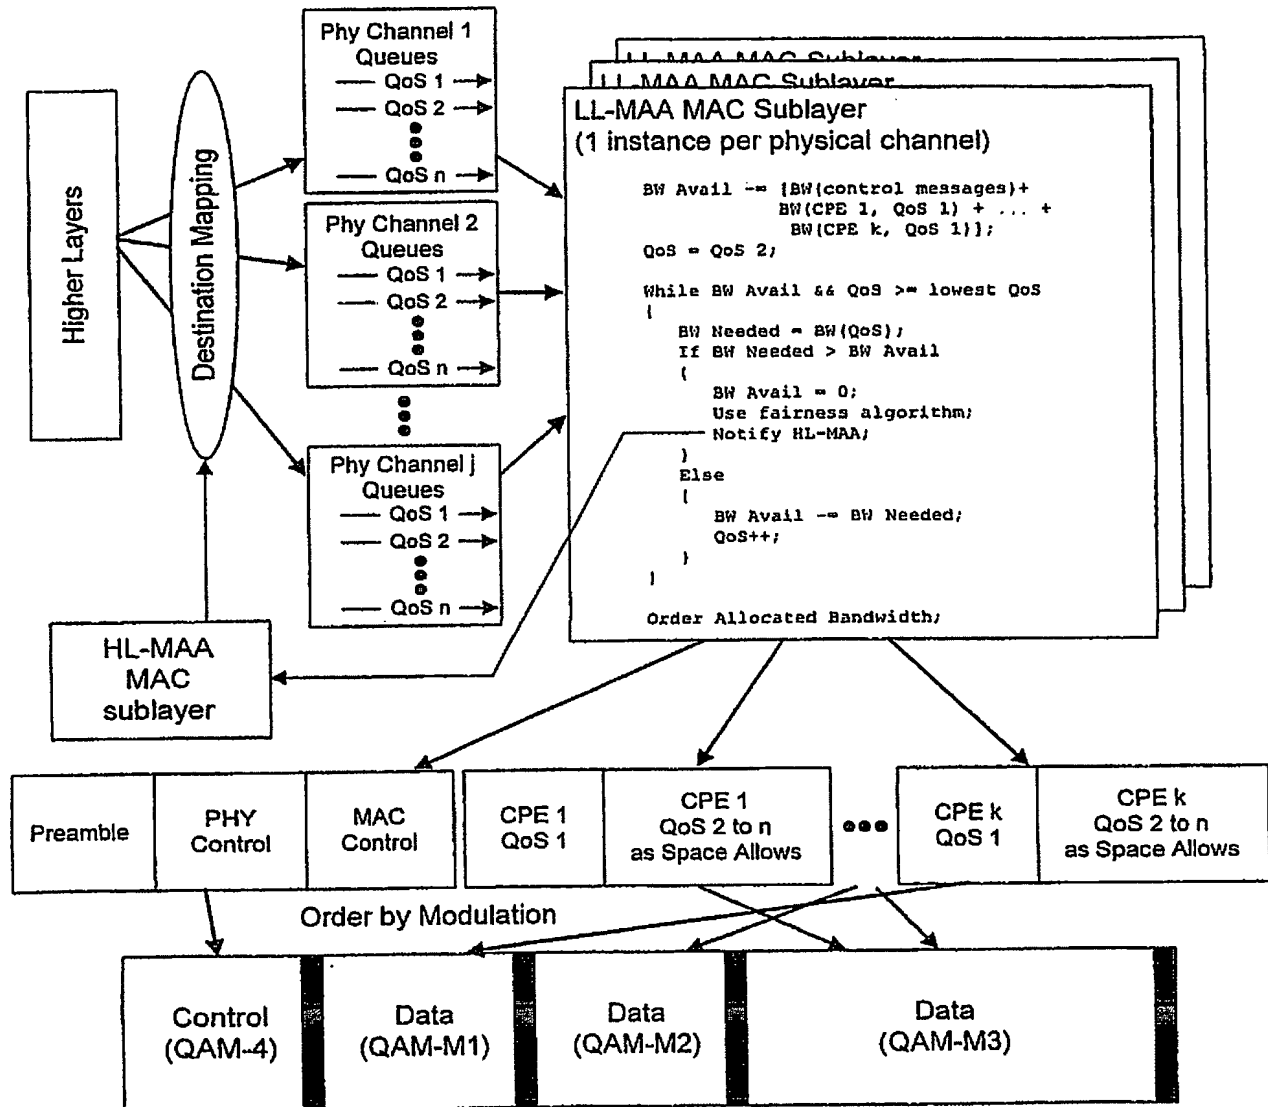 Higher Layers
Destination Mapping
Phy Channel 1
Queues
QoS 1
QoS 2
QoS n
Phy Channel 2
Queues
QoS 1
QoS 2
QoS n
Phy Channel j
Queues
QoS 1
QoS 2
QoS n
HL-MAA
MAC
sublayer
LL-MAA MAC Sublayer
LL-MAA MAC Sublayer
LL-MAA MAC Sublayer
(1 instance per physical channel)
BW Avail -= [BW(control messages)+
BW(CPE 1, QoS 1) + ... +
BW(CPE k, QoS 1)];
QoS = QoS 2;
While BW Avail && QoS >= lowest QoS
{
BW Needed = BW(QoS);
If BW Needed > BW Avail
{
BW Avail = 0;
Use fairness algorithm;
Notify HL-MAA;
}
Else
{
BW Avail -= BW Needed;
QoS++;
}
}
Order Allocated Bandwidth;
Preamble
PHY
Control
MAC
Control
CPE 1
QoS 1
CPE 1
QoS 2 to n
as Space Allows
CPE k
QoS 1
CPE k
QoS 2 to n
as Space Allows
Order by Modulation
Control
(QAM-4)
Data
(QAM-M1)
Data
(QAM-M2)
Data
(QAM-M3)